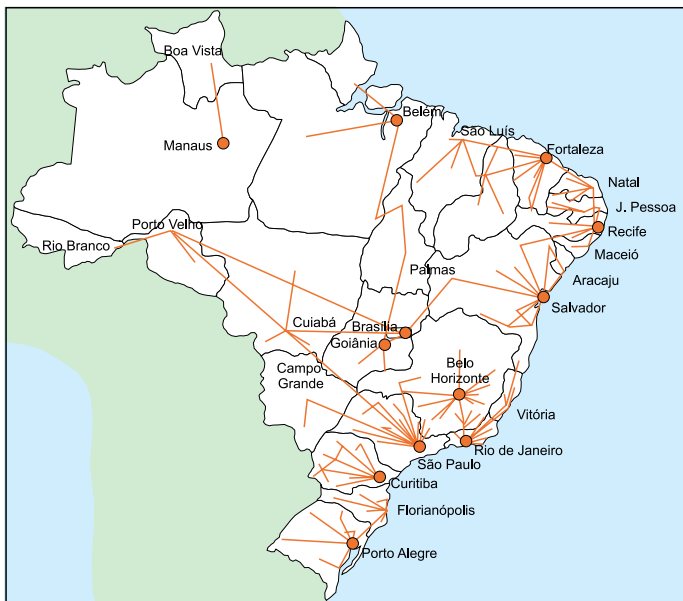 Boa Vista
Belém
São Luís
Manaus
Fortaleza
Natal
J. Pessoa
Porto Velho
Recife
Rio Branco
Maceió
Palmas
Aracaju
Salvador
Cuiabá
Brasília
Goiânia
Campo
Grande
Belo
Horizonte
Vitória
Rio de Janeiro
São Paulo
Curitiba
Florianópolis
Porto Alegre